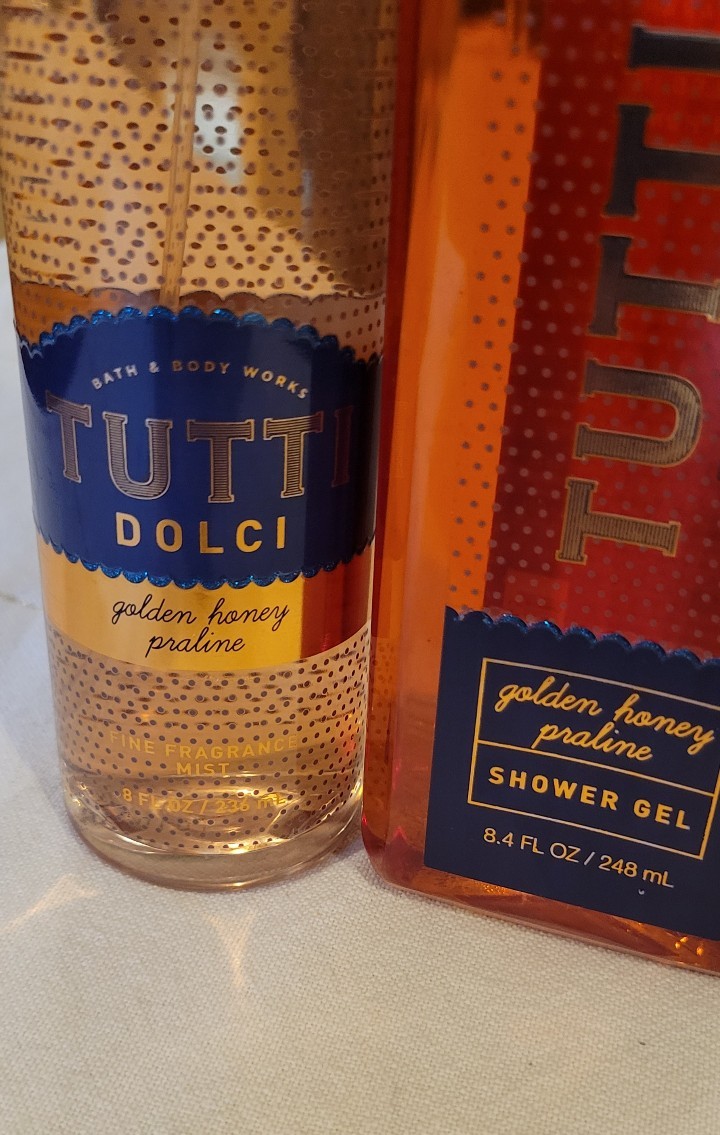 BATH & BODY WORKS
TUTTI
DOLCI
golden honey
praline
FINE FRAGRANCE
MIST
8 FL OZ / 236 mL
TUTTI
golden honey
praline
SHOWER GEL
8.4 FL OZ / 248 mL